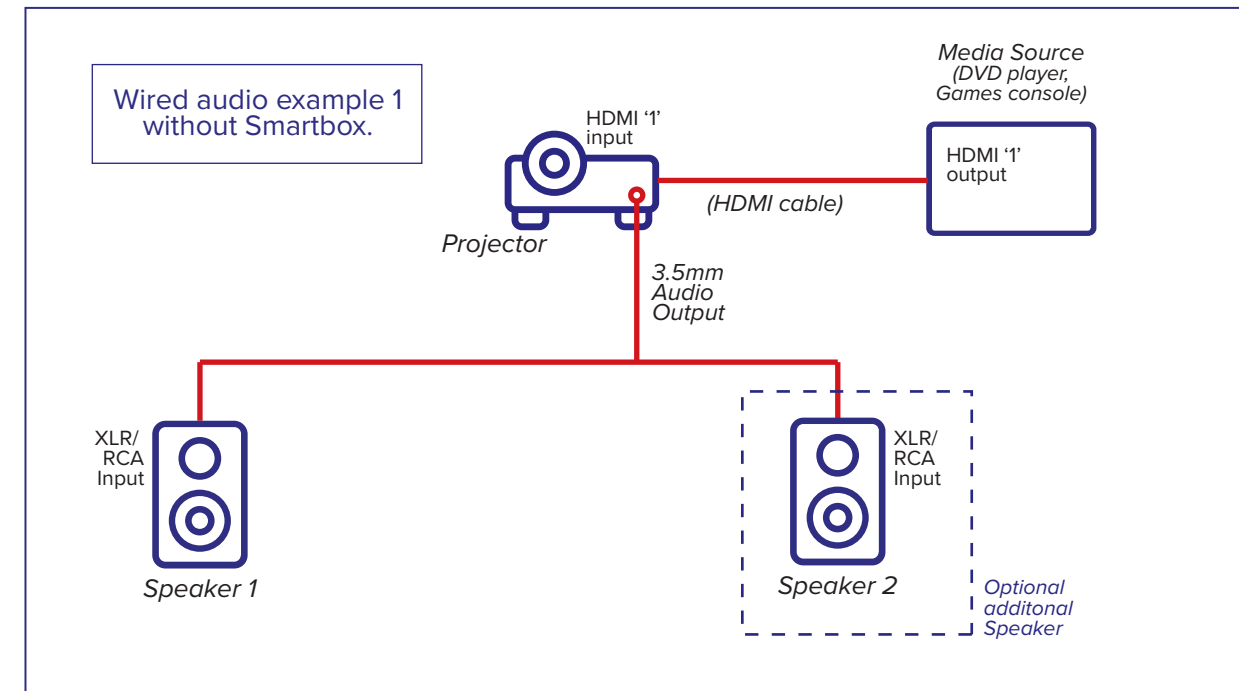 Wired audio example 1
without Smartbox.
Media Source
(DVD player,
Games console)
HDMI ‘1’
input
HDMI ‘1’
output
(HDMI cable)
Projector
3.5mm
Audio
Output
XLR/
RCA
Input
Speaker 1
XLR/
RCA
Input
Speaker 2
Optional
additonal
Speaker